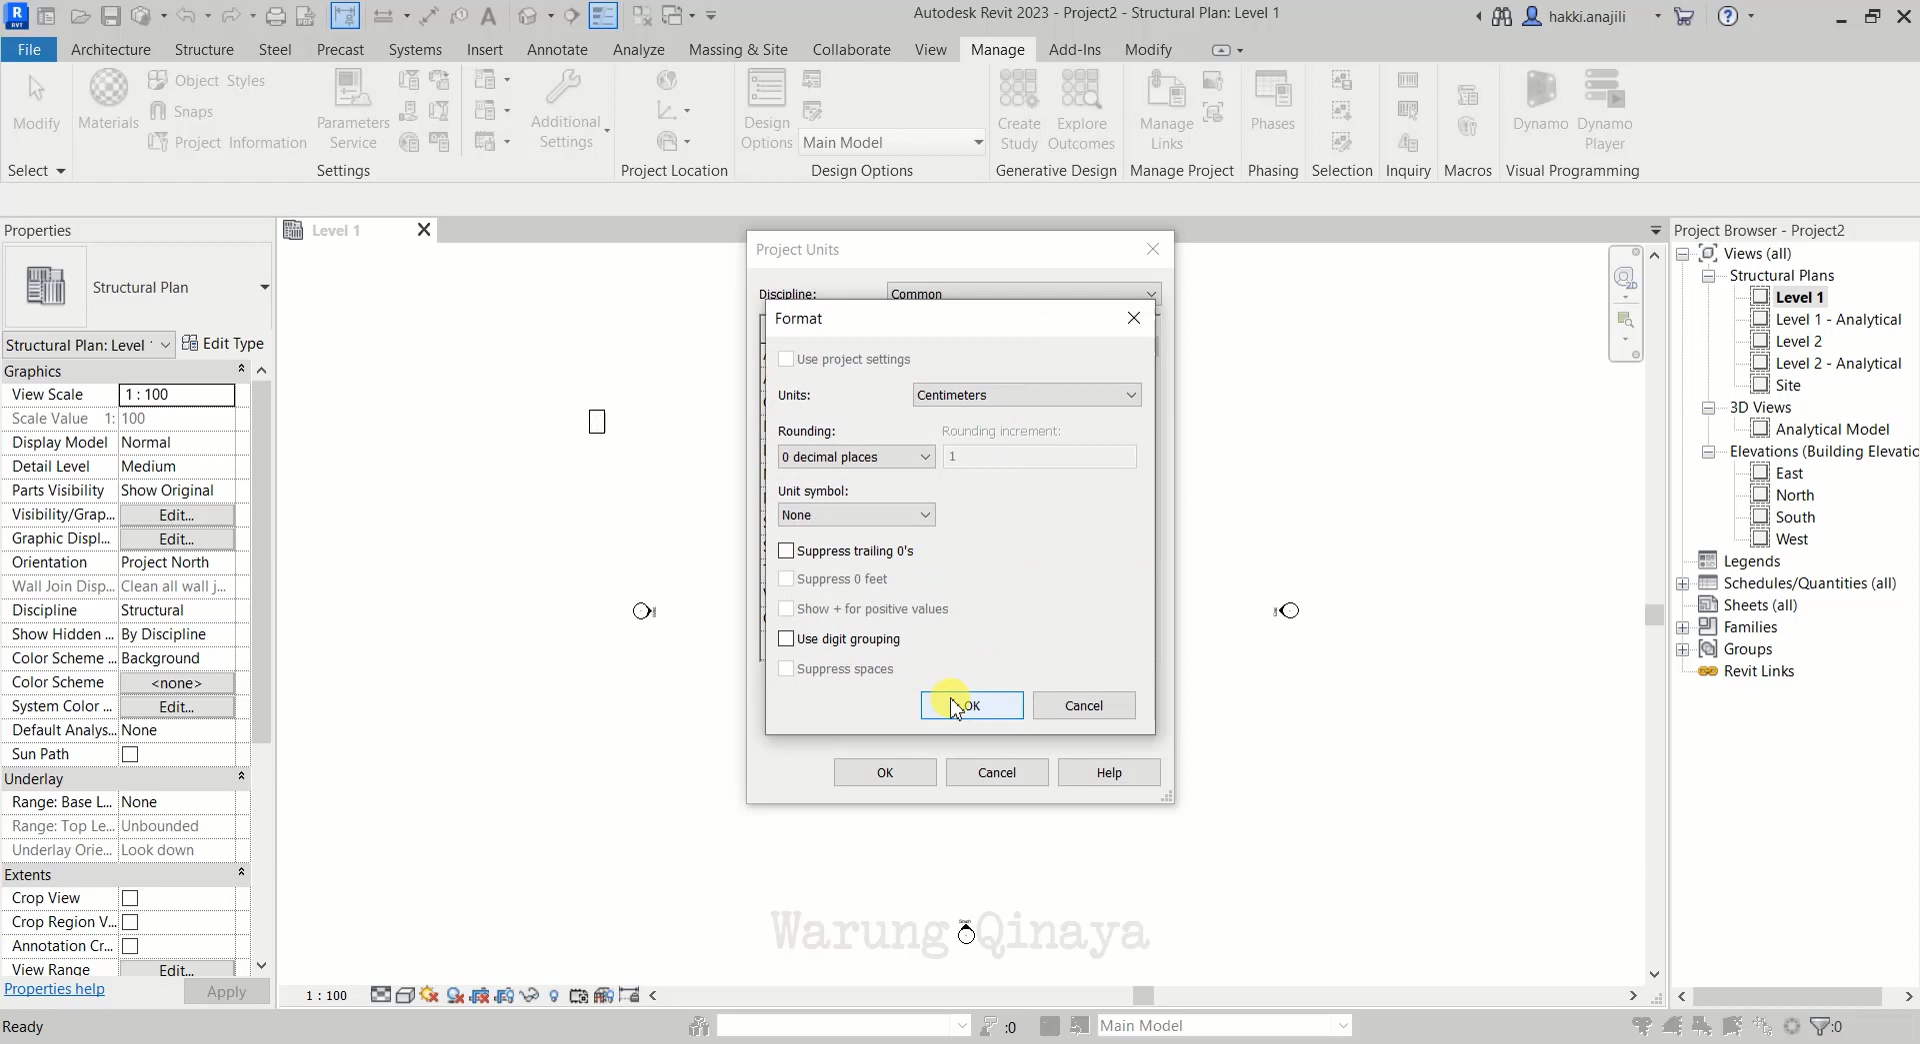 Autodesk Revit 2023 - Project2 - Structural Plan: Level 1
hakki.anajili
File
Architecture
Structure
Steel
Precast
Systems
Insert
Annotate
Analyze
Massing & Site
Collaborate
View
Manage
Add-Ins
Modify
Modify
Materials
Object Styles
Snaps
Project Information
Parameters
Service
Additional
Settings
Design
Options
Main Model
Create
Study
Explore
Outcomes
Manage
Links
Phases
Dynamo
Dynamo
Player
Select
Settings
Project Location
Design Options
Generative Design
Manage Project
Phasing
Selection
Inquiry
Macros
Visual Programming
Properties
Structural Plan
Structural Plan: Level
Edit Type
Graphics
View Scale 1 : 100
Scale Value 1: 100
Display Model Normal
Detail Level Medium
Parts Visibility Show Original
Visibility/Grap... Edit...
Graphic Displ... Edit...
Orientation Project North
Wall Join Disp... Clean all wall j...
Discipline Structural
Show Hidden ... By Discipline
Color Scheme ... Background
Color Scheme <none>
System Color ... Edit...
Default Analys... None
Sun Path
Underlay
Range: Base L... None
Range: Top Le... Unbounded
Underlay Orie... Look down
Extents
Crop View
Crop Region V...
Annotation Cr...
View Range Edit...
Properties help
Apply
Level 1
Project Units
Discipline: Common
Format
Use project settings
Units: Centimeters
Rounding: Rounding increment:
0 decimal places 1
Unit symbol:
None
Suppress trailing 0's
Suppress 0 feet
Show + for positive values
Use digit grouping
Suppress spaces
OK Cancel
OK Cancel Help
Warung Qinaya
1 : 100
Project Browser - Project2
Views (all)
Structural Plans
Level 1
Level 1 - Analytical
Level 2
Level 2 - Analytical
Site
3D Views
Analytical Model
Elevations (Building Elevatio
East
North
South
West
Legends
Schedules/Quantities (all)
Sheets (all)
Families
Groups
Revit Links
Ready
:0
Main Model
:0